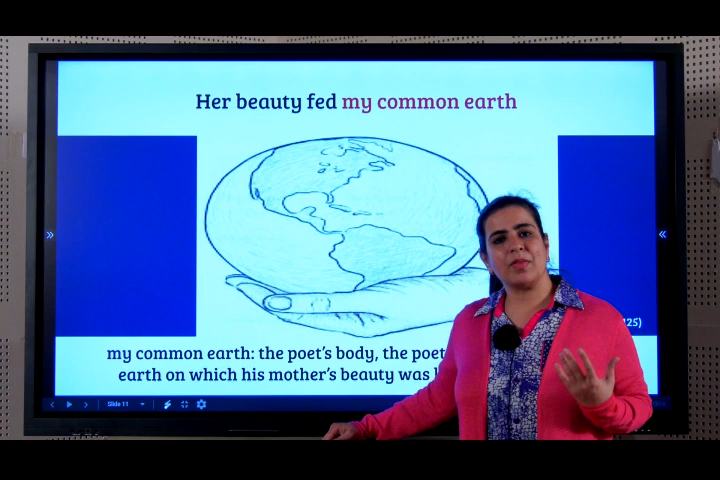 Her beauty fed my common earth
125)
my common earth: the poet's body, the poet
earth on which his mother's beauty was
Slide 11